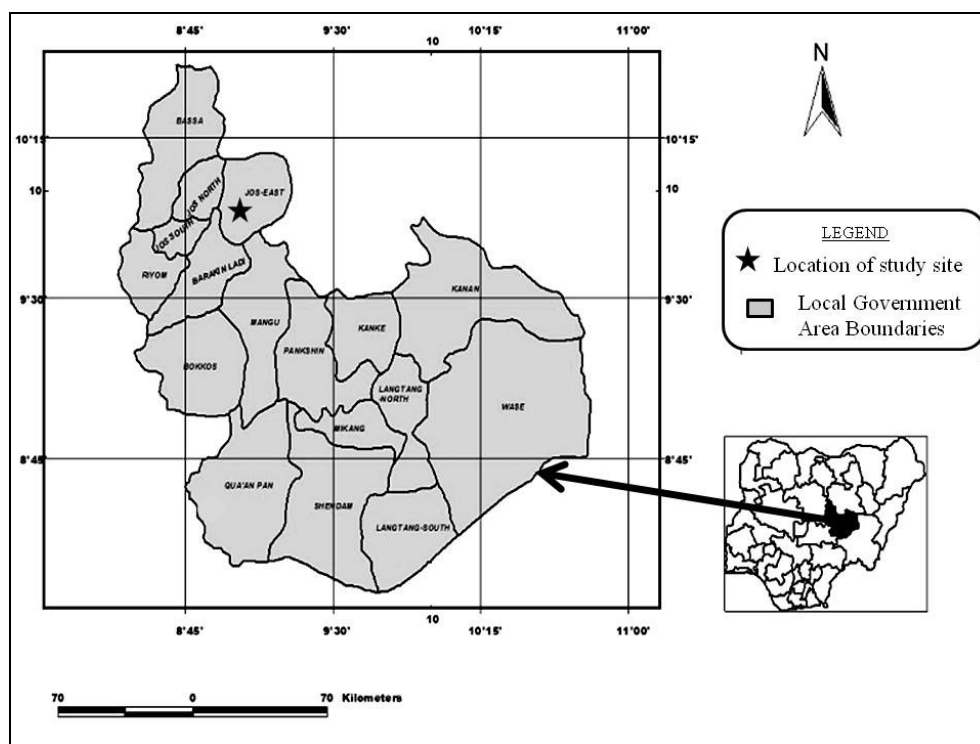 8°45'
9°30'
10
10°15'
11°00'
N
BASSA
10°15'
10°15'
JOS NORTH
JOS-EAST
10
10
JOS SOUTH
RIYOM
BARAKIN LADI
LEGEND
Location of study site
Local Government
Area Boundaries
KANAN
9°30'
9°30'
MANGU
KANKE
PANKSHIN
BOKKOS
LANGTANG
-NORTH
WASE
MIKANG
8°45'
8°45'
QUA'AN PAN
SHENDAM
LANGTANG-SOUTH
8°45'
9°30'
10
10°15'
11°00'
70
0
70 Kilometers